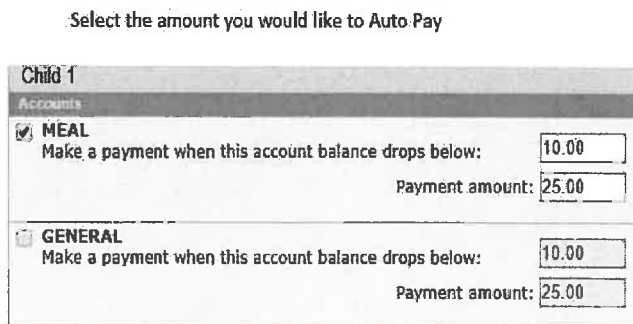 Select the amount you would like to Auto Pay
Child 1
Accounts
MEAL
Make a payment when this account balance drops below: 10.00
Payment amount: 25.00
GENERAL
Make a payment when this account balance drops below: 10.00
Payment amount: 25.00